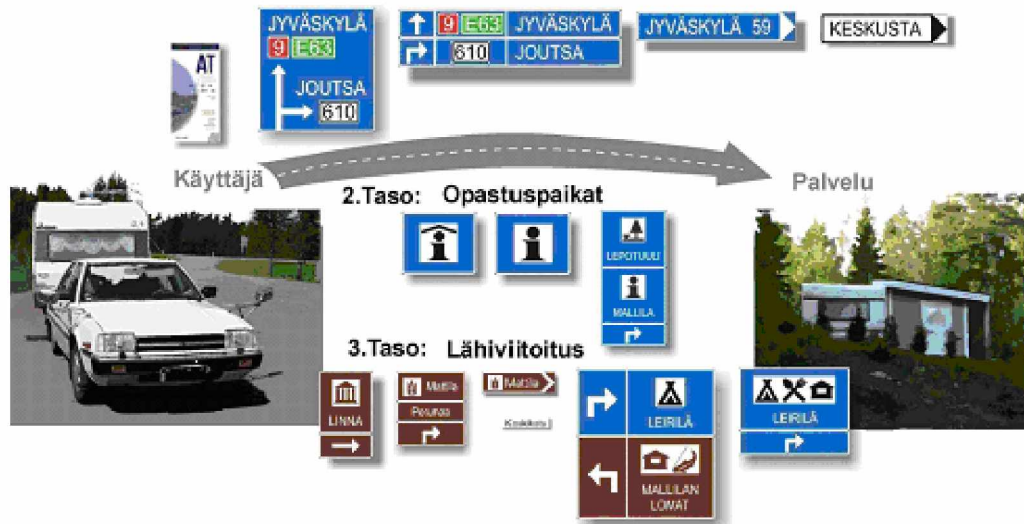 AT
JYVÄSKYLÄ
9 E63
JOUTSA
610
9 E63 JYVÄSKYLÄ
610 JOUTSA
JYVÄSKYLÄ 59
KESKUSTA
Käyttäjä
Palvelu
2.Taso: Opastuspaikat
LEPOTUULI
MALLILA
3.Taso: Lähiviitoitus
LINNA
Mattila
Mattila
LEIRILÄ
MALLILAN
LOMAT
LEIRILÄ